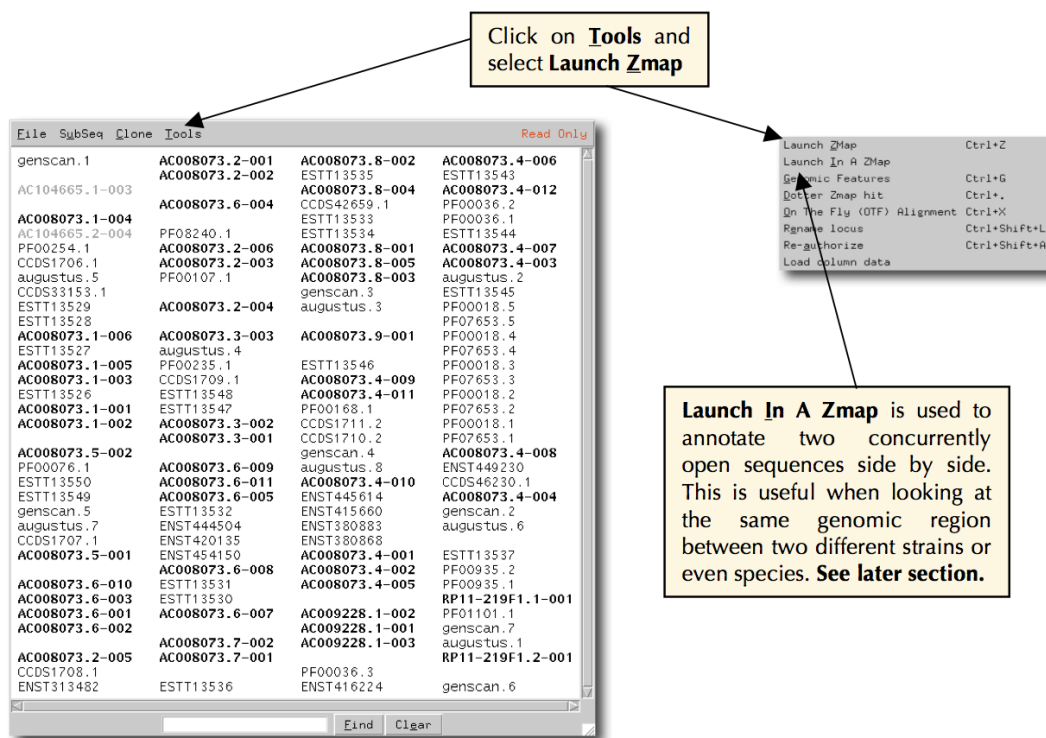 Click on Tools and
select Launch Zmap
File SubSeq Clone Tools Read Only
genscan.1 AC008073.2-001 AC008073.8-002 AC008073.4-006
AC008073.2-002 ESTT13535 ESTT13543
AC104665.1-003 AC008073.8-004 AC008073.4-012
AC008073.6-004 CCDS42659.1 PF00036.2
AC008073.1-004 ESTT13533 PF00036.1
AC104665.2-004 PF08240.1 ESTT13534 ESTT13544
PF00254.1 AC008073.2-006 AC008073.8-001 AC008073.4-007
CCDS1706.1 AC008073.2-003 AC008073.8-005 AC008073.4-003
augustus.5 PF00107.1 AC008073.8-003 augustus.2
CCDS33153.1 genscan.3 ESTT13545
ESTT13529 AC008073.2-004 augustus.3 PF00018.5
ESTT13528 PF07653.5
AC008073.1-006 AC008073.3-003 AC008073.9-001 PF00018.4
ESTT13527 augustus.4 PF07653.4
AC008073.1-005 PF00235.1 ESTT13546 PF00018.3
AC008073.1-003 CCDS1709.1 AC008073.4-009 PF07653.3
ESTT13526 ESTT13548 AC008073.4-011 PF00018.2
AC008073.1-001 ESTT13547 PF00168.1 PF07653.2
AC008073.1-002 AC008073.3-002 CCDS1711.2 PF00018.1
AC008073.3-001 CCDS1710.2 PF07653.1
AC008073.5-002 genscan.4 AC008073.4-008
PF00076.1 AC008073.6-009 augustus.8 ENST449230
ESTT13550 AC008073.6-011 AC008073.4-010 CCDS46230.1
ESTT13549 AC008073.6-005 ENST445614 AC008073.4-004
genscan.5 ESTT13532 ENST415660 genscan.2
augustus.7 ENST444504 ENST380883 augustus.6
CCDS1707.1 ENST420135 ENST380868
AC008073.5-001 ENST454150 AC008073.4-001 ESTT13537
AC008073.6-008 AC008073.4-002 PF00935.2
AC008073.6-010 ESTT13531 AC008073.4-005 PF00935.1
AC008073.6-003 ESTT13530 RP11-219F1.1-001
AC008073.6-001 AC008073.6-007 AC009228.1-002 PF01101.1
AC008073.6-002 AC009228.1-001 genscan.7
AC008073.7-002 AC009228.1-003 augustus.1
AC008073.2-005 AC008073.7-001 RP11-219F1.2-001
CCDS1708.1 PF00036.3
ENST313482 ESTT13536 ENST416224 genscan.6
Find Clear
Launch ZMap Ctrl+Z
Launch In A ZMap
Genomic Features Ctrl+G
Dotter Zmap hit Ctrl+.
On The Fly (OTF) Alignment Ctrl+X
Rename locus Ctrl+Shift+L
Re-authorize Ctrl+Shift+A
Load column data
Launch In A Zmap is used to
annotate two concurrently
open sequences side by side.
This is useful when looking at
the same genomic region
between two different strains or
even species. See later section.